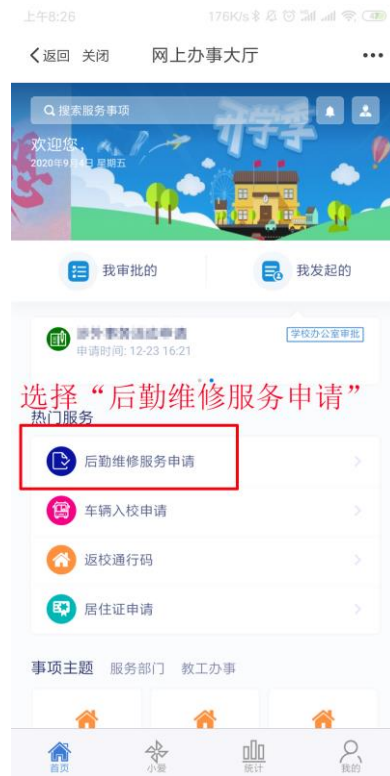 上午8:26 176K/s
返回 关闭 网上办事大厅
搜索服务事项
开学季
欢迎您,
2020年9月4日 星期五
我审批的 我发起的
学校办公室审批
申请时间: 12-23 16:21
选择“后勤维修服务申请”
热门服务
后勤维修服务申请
车辆入校申请
返校通行码
居住证申请
事项主题 服务部门 教工办事
首页 小爱 统计 我的